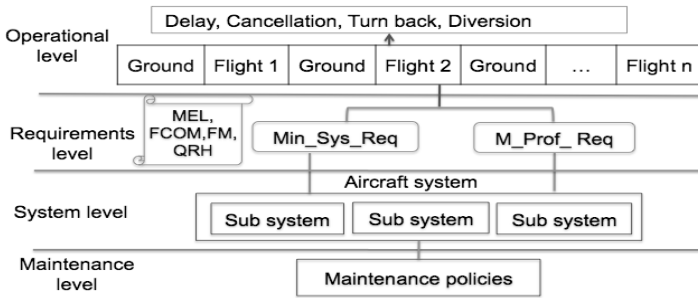 Delay, Cancellation, Turn back, Diversion
Operational
level
Ground Flight 1 Ground Flight 2 Ground ... Flight n
Requirements
level
MEL,
FCOM,FM,
QRH
Min_Sys_Req M_Prof_ Req
Aircraft system
System level
Sub system Sub system Sub system
Maintenance
level
Maintenance policies